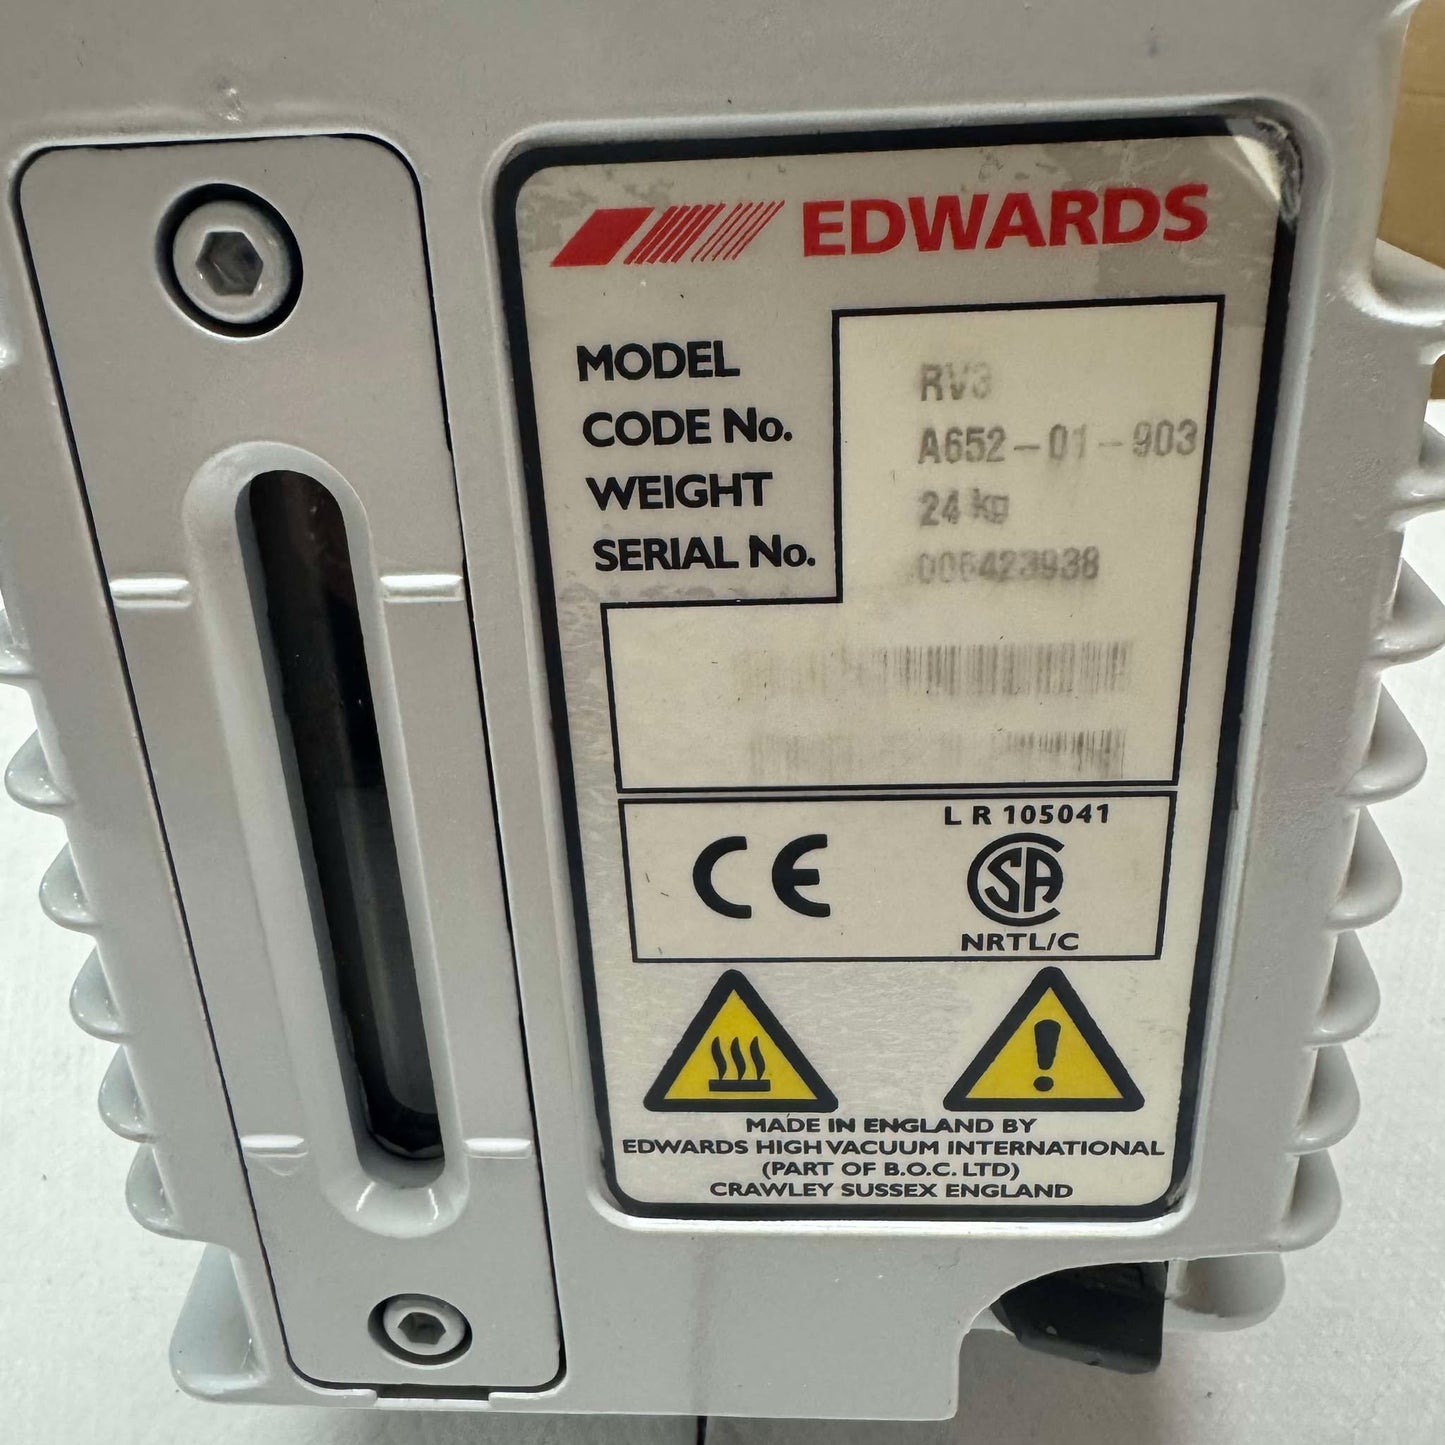 EDWARDS
MODEL RV3
CODE No. A652-01-903
WEIGHT 24 kg
SERIAL No. 006423938
L R 105041
CE SA
NRTL/C
MADE IN ENGLAND BY
EDWARDS HIGH VACUUM INTERNATIONAL
(PART OF B.O.C. LTD)
CRAWLEY SUSSEX ENGLAND